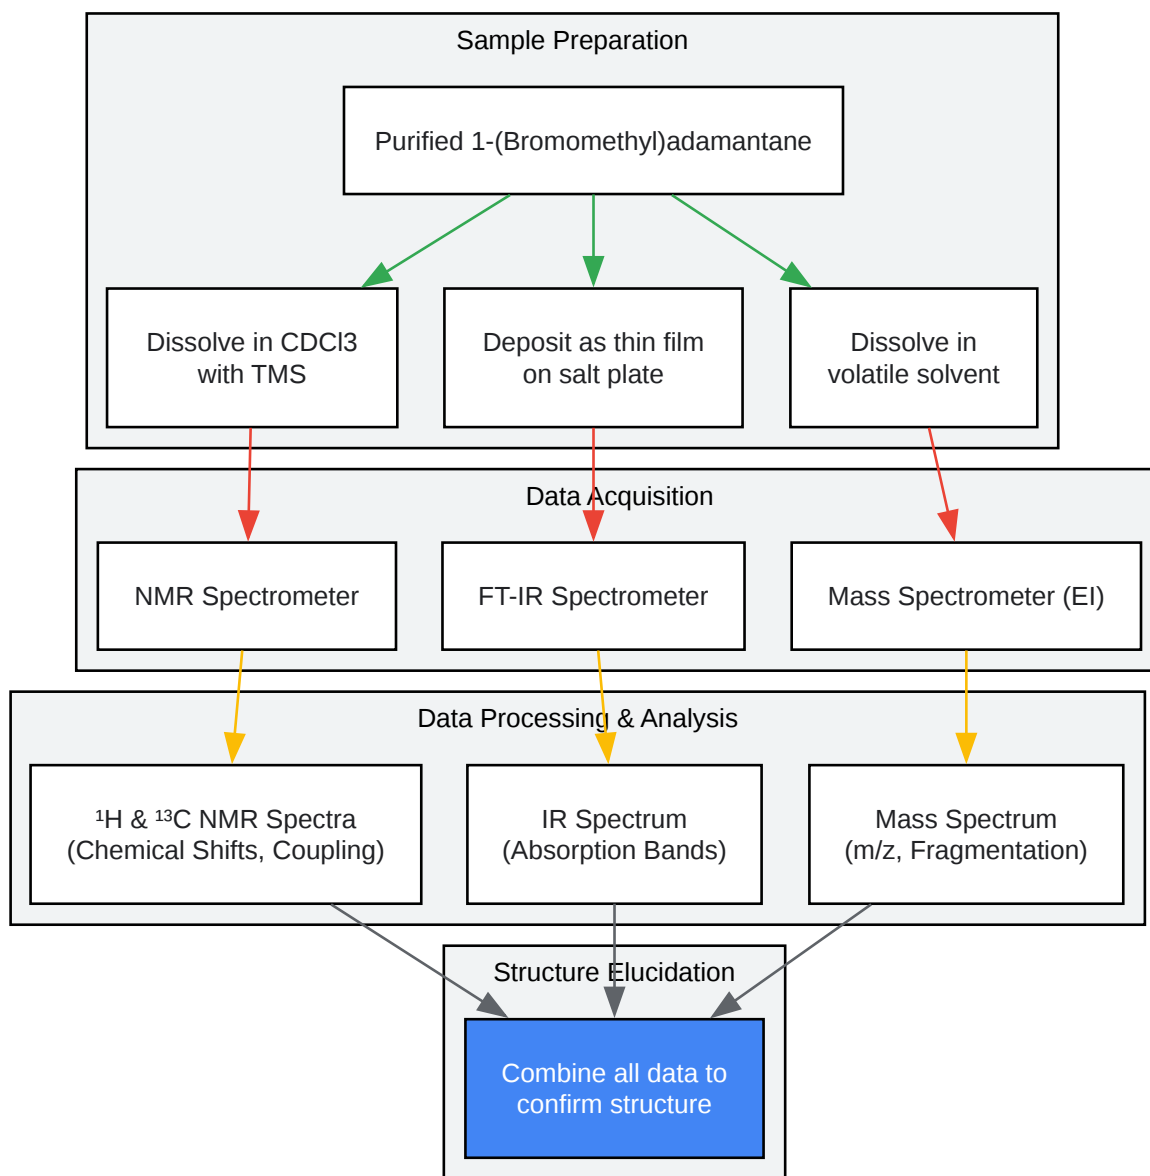 Sample Preparation
Purified 1-(Bromomethyl)adamantane
Dissolve in CDCl3
with TMS
Deposit as thin film
on salt plate
Dissolve in
volatile solvent
Data Acquisition
NMR Spectrometer
FT-IR Spectrometer
Mass Spectrometer (EI)
Data Processing & Analysis
¹H & ¹³C NMR Spectra
(Chemical Shifts, Coupling)
IR Spectrum
(Absorption Bands)
Mass Spectrum
(m/z, Fragmentation)
Structure Elucidation
Combine all data to
confirm structure